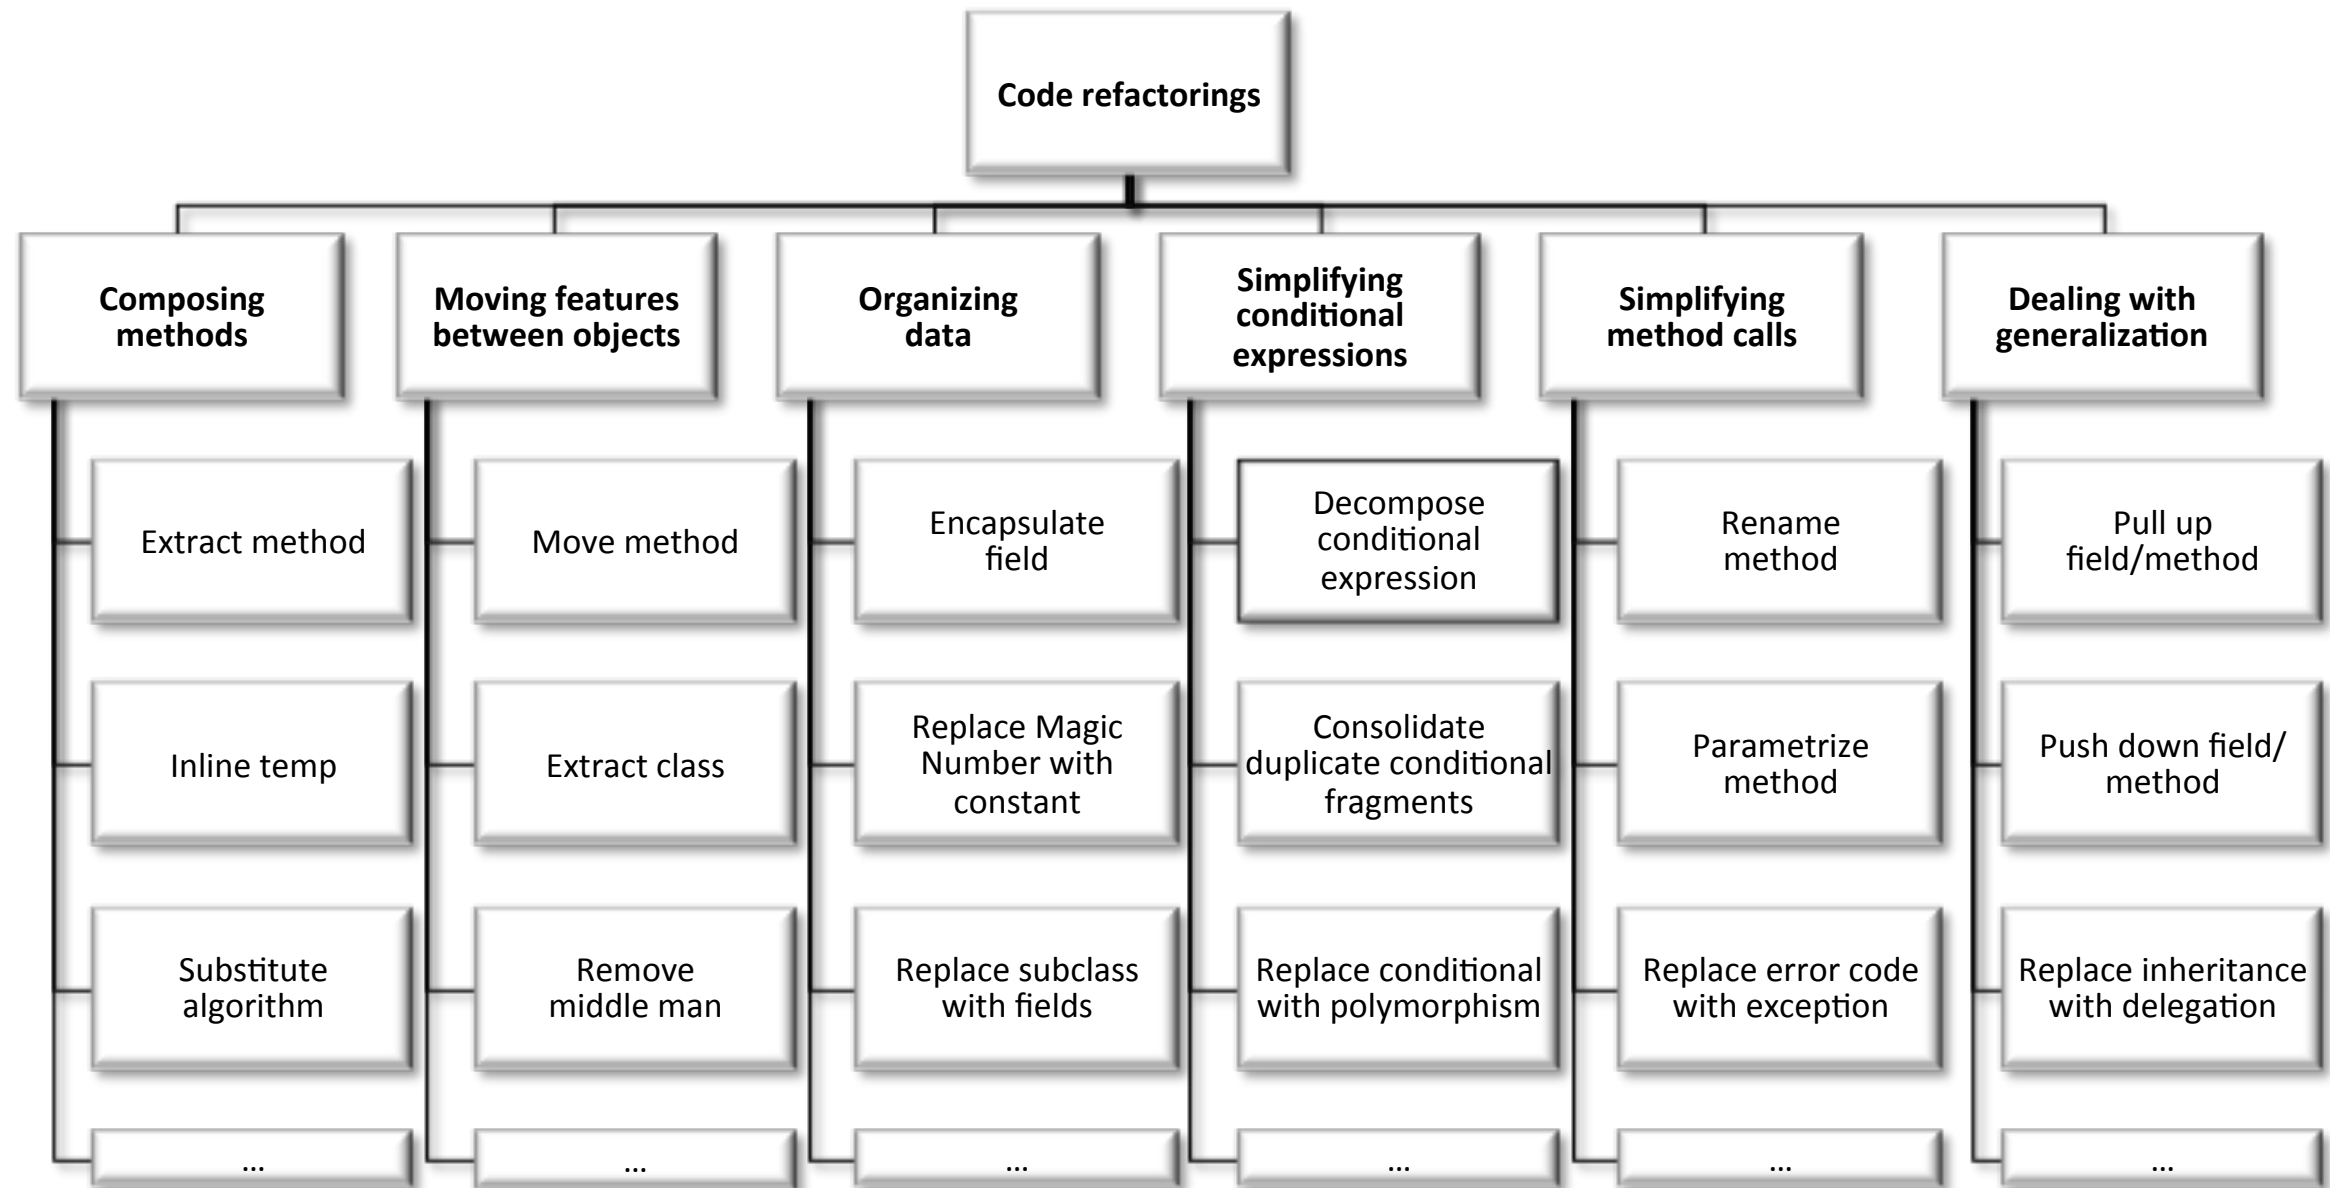 Code refactorings
Composing
methods
Moving features
between objects
Organizing
data
Simplifying
conditional
expressions
Simplifying
method calls
Dealing with
generalization
Extract method
Move method
Encapsulate
field
Decompose
conditional
expression
Rename
method
Pull up
field/method
Inline temp
Extract class
Replace Magic
Number with
constant
Consolidate
duplicate conditional
fragments
Parametrize
method
Push down field/
method
Substitute
algorithm
Remove
middle man
Replace subclass
with fields
Replace conditional
with polymorphism
Replace error code
with exception
Replace inheritance
with delegation
...
...
...
...
...
...